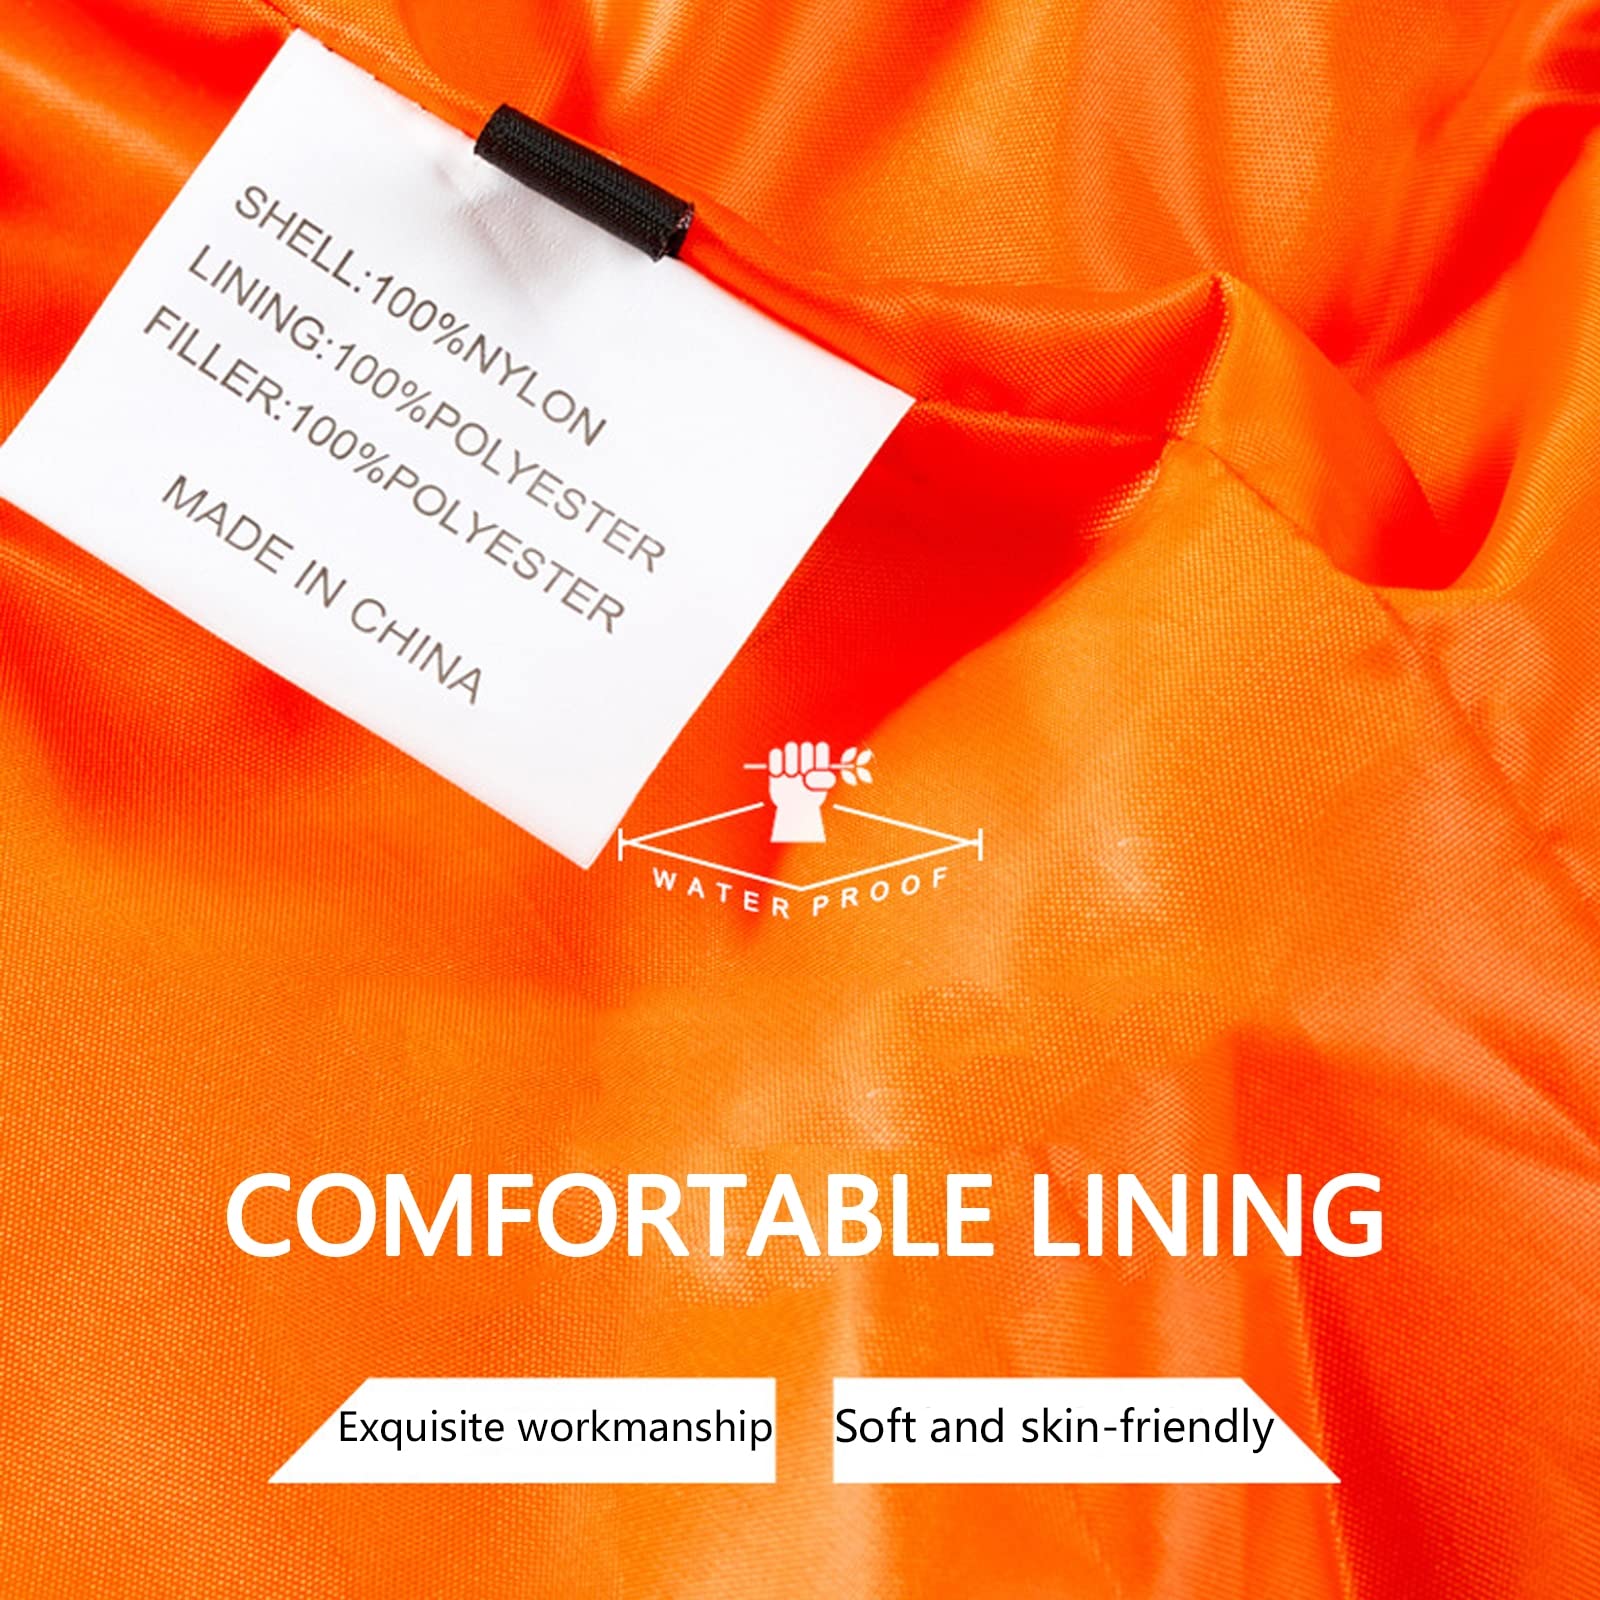 SHELL:100%NYLON
LINING:100%POLYESTER
FILLER:100%POLYESTER
MADE IN CHINA
WATER PROOF
COMFORTABLE LINING
Exquisite workmanship
Soft and skin-friendly